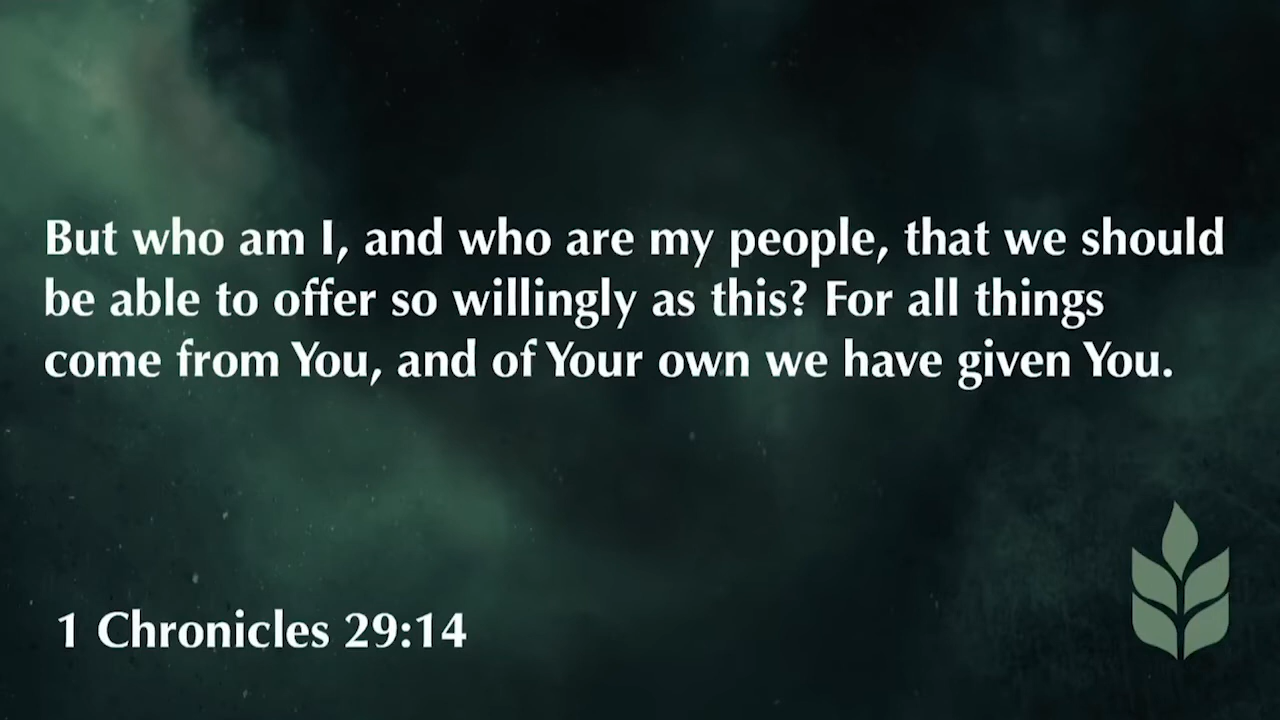 But who am I, and who are my people, that we should
be able to offer so willingly as this? For all things
come from You, and of Your own we have given You.
1 Chronicles 29:14